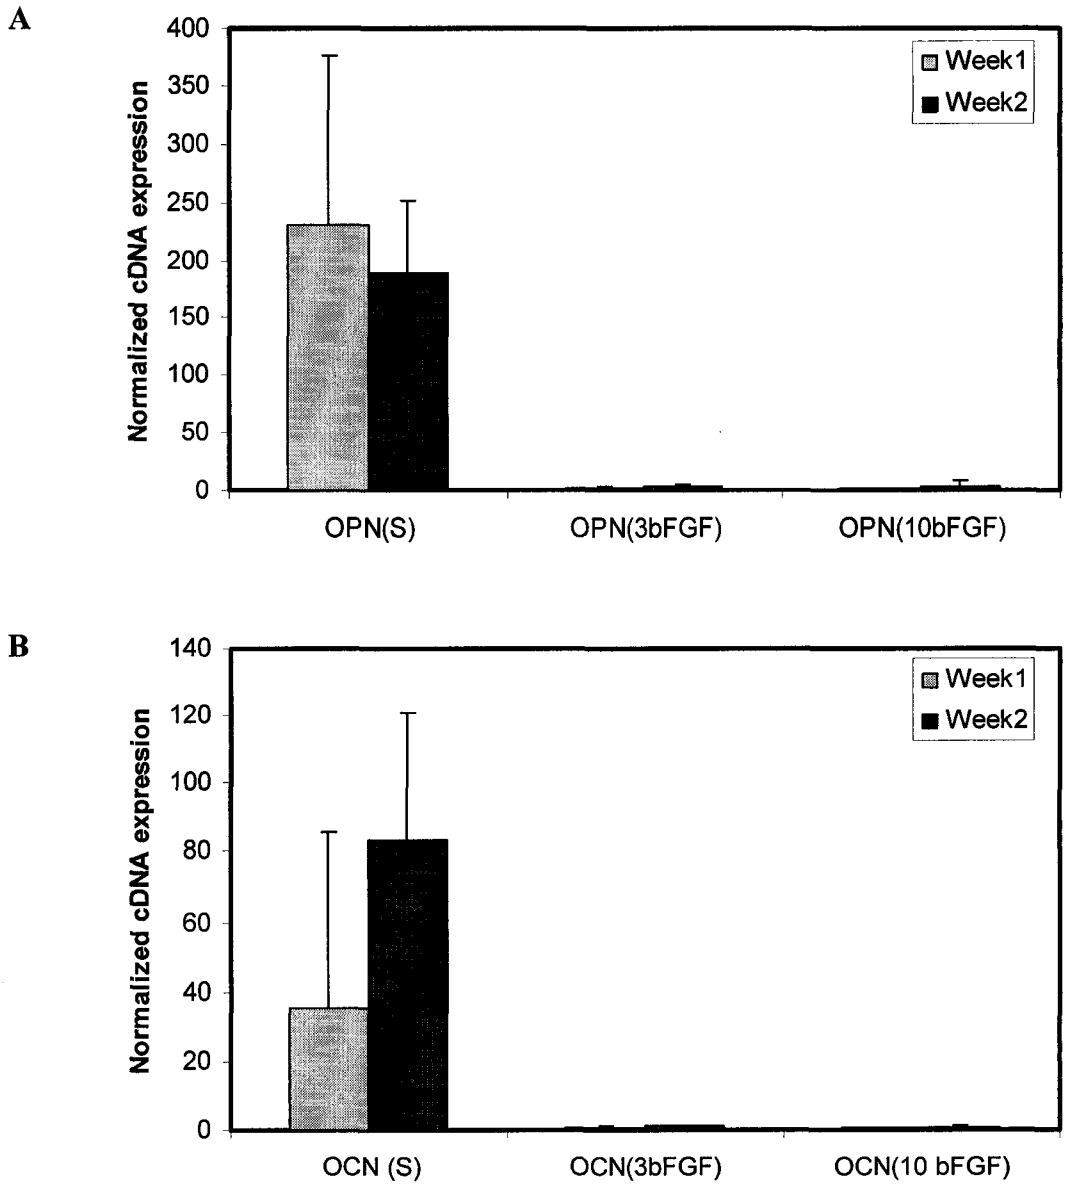 A
400
350
300
250
200
150
100
50
0
Normalized cDNA expression
Week1
Week2
OPN(S) OPN(3bFGF) OPN(10bFGF)
B
140
120
100
80
60
40
20
0
Normalized cDNA expression
Week1
Week2
OCN (S) OCN(3bFGF) OCN(10 bFGF)